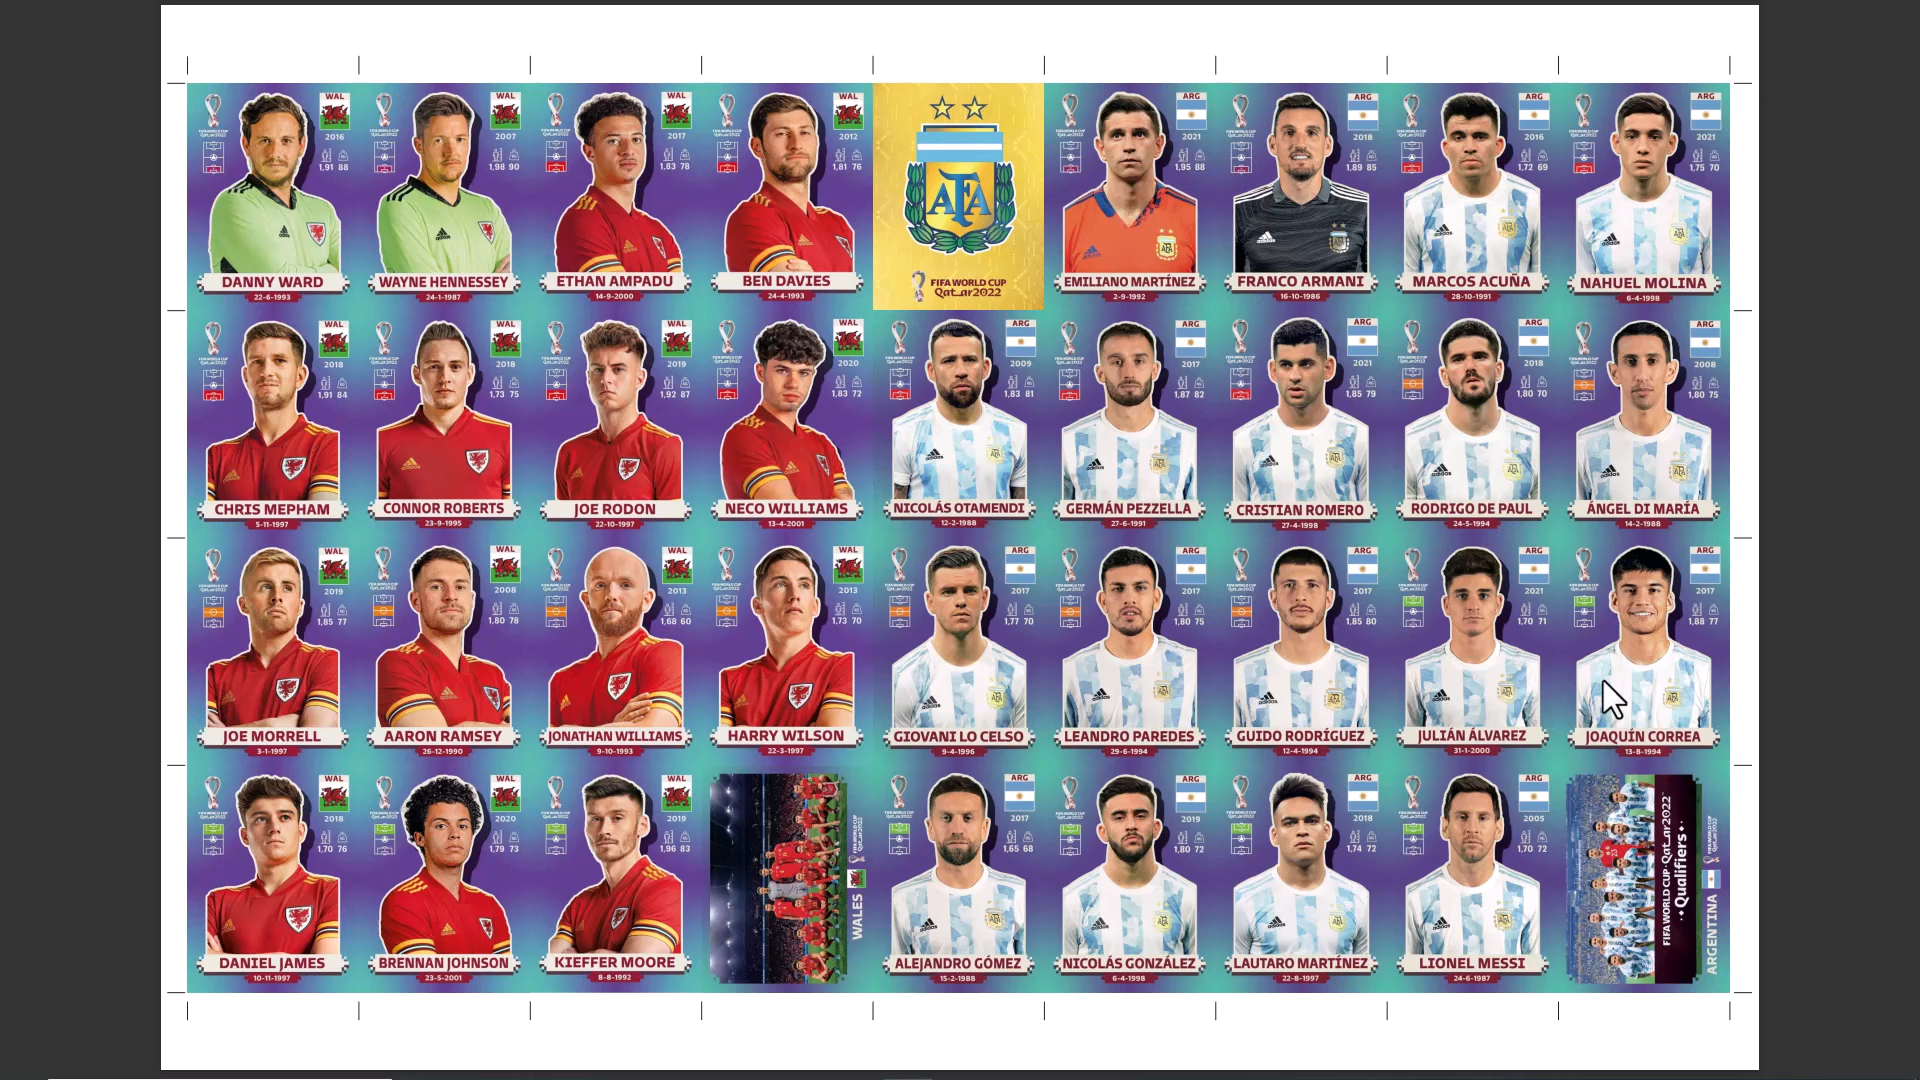 WAL
2016
1,91 88
DANNY WARD
22-6-1993
WAL
2007
1,98 90
WAYNE HENNESSEY
24-1-1987
WAL
2017
1,83 78
ETHAN AMPADU
14-9-2000
WAL
2012
1,81 76
BEN DAVIES
24-4-1993
AFA
FIFA WORLD CUP
Qatar2022
ARG
2021
1,95 88
EMILIANO MARTÍNEZ
2-9-1992
ARG
2018
1,89 85
FRANCO ARMANI
16-10-1986
ARG
2016
1,72 69
MARCOS ACUÑA
28-10-1991
ARG
2021
1,75 70
NAHUEL MOLINA
6-4-1998
WAL
2018
1,91 84
CHRIS MEPHAM
5-11-1997
WAL
2018
1,73 75
CONNOR ROBERTS
23-9-1995
WAL
2019
1,92 87
JOE RODON
22-10-1997
WAL
2020
1,83 72
NECO WILLIAMS
13-4-2001
ARG
2009
1,83 81
NICOLÁS OTAMENDI
12-2-1988
ARG
2017
1,87 82
GERMÁN PEZZELLA
27-6-1991
ARG
2021
1,85 79
CRISTIAN ROMERO
27-4-1998
ARG
2018
1,80 70
RODRIGO DE PAUL
24-5-1994
ARG
2008
1,80 75
ÁNGEL DI MARÍA
14-2-1988
WAL
2019
1,85 77
JOE MORRELL
3-1-1997
WAL
2008
1,80 78
AARON RAMSEY
26-12-1990
WAL
2013
1,68 60
JONATHAN WILLIAMS
9-10-1993
WAL
2013
1,73 70
HARRY WILSON
22-3-1997
ARG
2017
1,77 70
GIOVANI LO CELSO
9-4-1996
ARG
2017
1,80 75
LEANDRO PAREDES
29-6-1994
ARG
2017
1,85 80
GUIDO RODRÍGUEZ
12-4-1994
ARG
2021
1,70 71
JULIÁN ÁLVAREZ
31-1-2000
ARG
2017
1,88 77
JOAQUÍN CORREA
13-8-1994
WAL
2018
1,70 76
DANIEL JAMES
10-11-1997
WAL
2020
1,79 73
BRENNAN JOHNSON
23-5-2001
WAL
2019
1,96 83
KIEFFER MOORE
8-8-1992
WALES
FIFA WORLD CUP
Qatar2022
ARG
2017
1,65 68
ALEJANDRO GÓMEZ
15-2-1988
ARG
2019
1,80 72
NICOLÁS GONZÁLEZ
6-4-1998
ARG
2018
1,74 72
LAUTARO MARTÍNEZ
22-8-1997
ARG
2005
1,70 72
LIONEL MESSI
24-6-1987
FIFA WORLD CUP Qatar2022
Qualifiers
ARGENTINA
FIFA WORLD CUP
Qatar2022